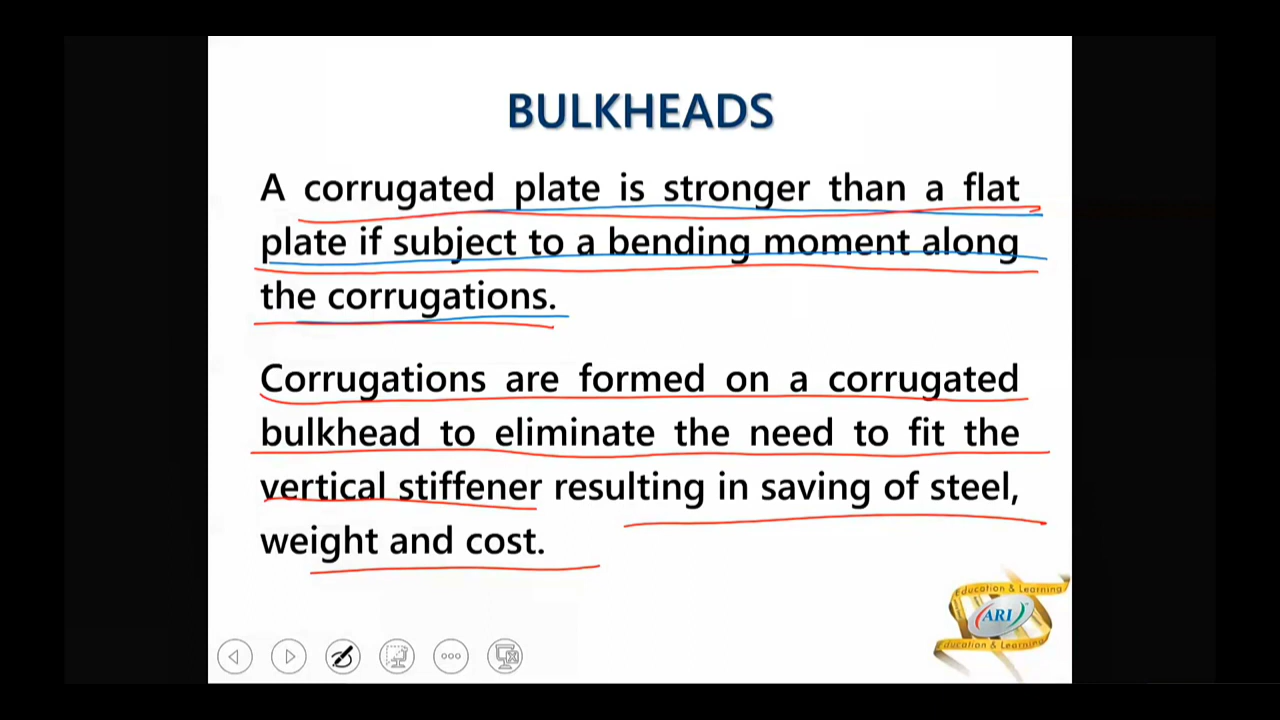 BULKHEADS
A corrugated plate is stronger than a flat
plate if subject to a bending moment along
the corrugations.
Corrugations are formed on a corrugated
bulkhead to eliminate the need to fit the
vertical stiffener resulting in saving of steel,
weight and cost.
Education & Learning
ARI
Education & Learning